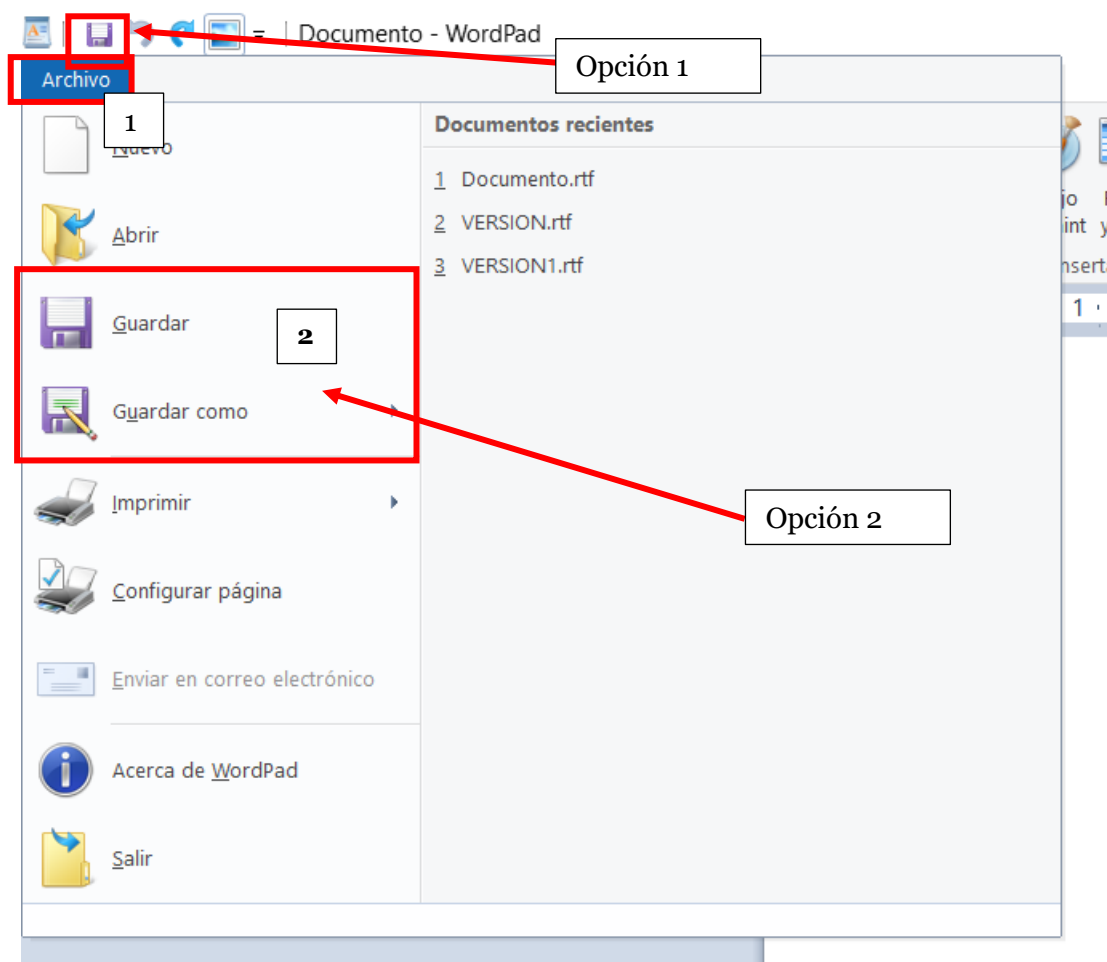 Documento - WordPad
Opción 1
Archivo
1
Nuevo
Documentos recientes
1 Documento.rtf
2 VERSION.rtf
3 VERSION1.rtf
Abrir
Guardar
2
Guardar como
Imprimir
Opción 2
Configurar página
Enviar en correo electrónico
Acerca de WordPad
Salir
1